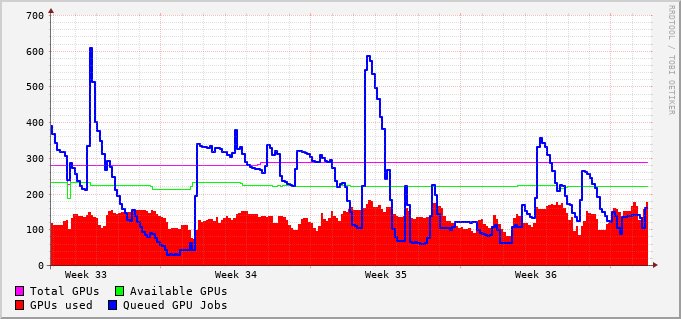 700
600
500
400
300
200
100
0
Week 33 Week 34 Week 35 Week 36
Total GPUs Available GPUs
GPUs used Queued GPU Jobs
RRDTOOL / TOBI OETIKER